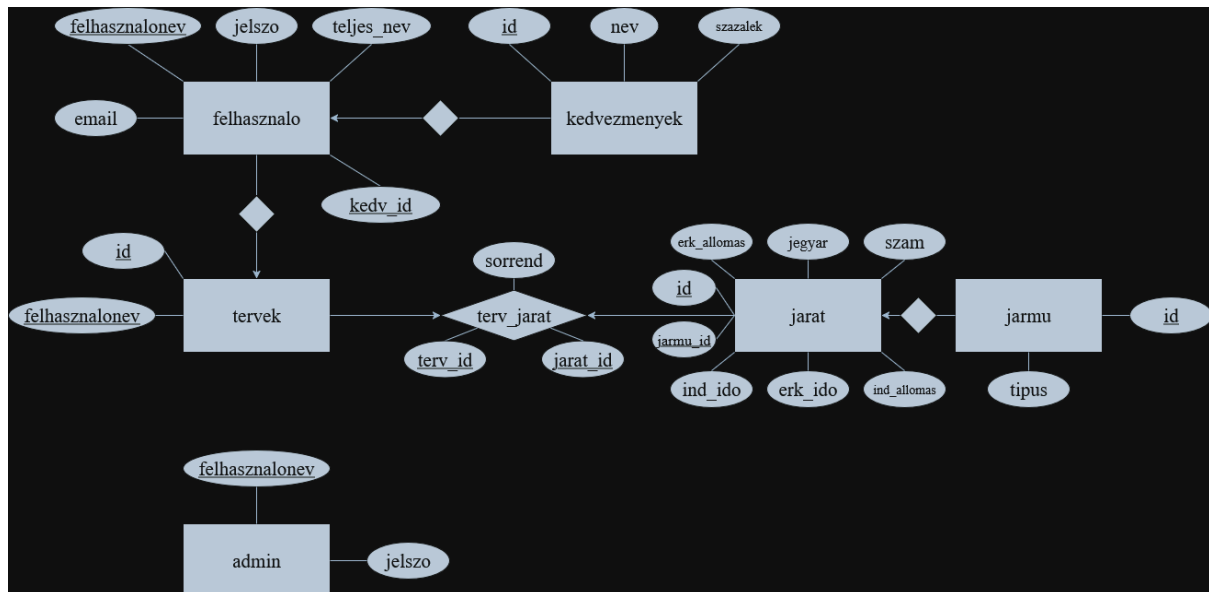 felhasznalonev
jelszo
teljes_nev
id
nev
szazalek
email
felhasznalo
kedvezmenyek
kedv_id
id
sorrend
erk_allomas
jegyar
szam
id
felhasznalonev
tervek
terv_jarat
jarat
jarmu
id
jarmu_id
terv_id
jarat_id
ind_ido
erk_ido
ind_allomas
tipus
felhasznalonev
admin
jelszo